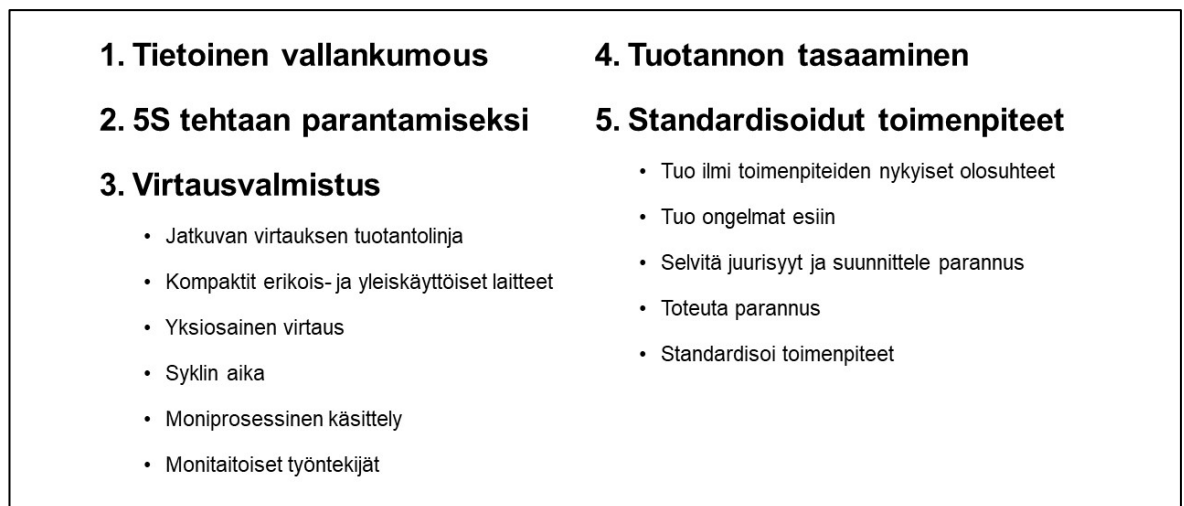 1. Tietoinen vallankumous
2. 5S tehtaan parantamiseksi
3. Virtausvalmistus
• Jatkuvan virtauksen tuotantolinja
• Kompaktit erikois- ja yleiskäyttöiset laitteet
• Yksiosainen virtaus
• Syklin aika
• Moniprosessinen käsittely
• Monitaitoiset työntekijät
4. Tuotannon tasaaminen
5. Standardisoidut toimenpiteet
• Tuo ilmi toimenpiteiden nykyiset olosuhteet
• Tuo ongelmat esiin
• Selvitä juurisyyt ja suunnittele parannus
• Toteuta parannus
• Standardisoi toimenpiteet